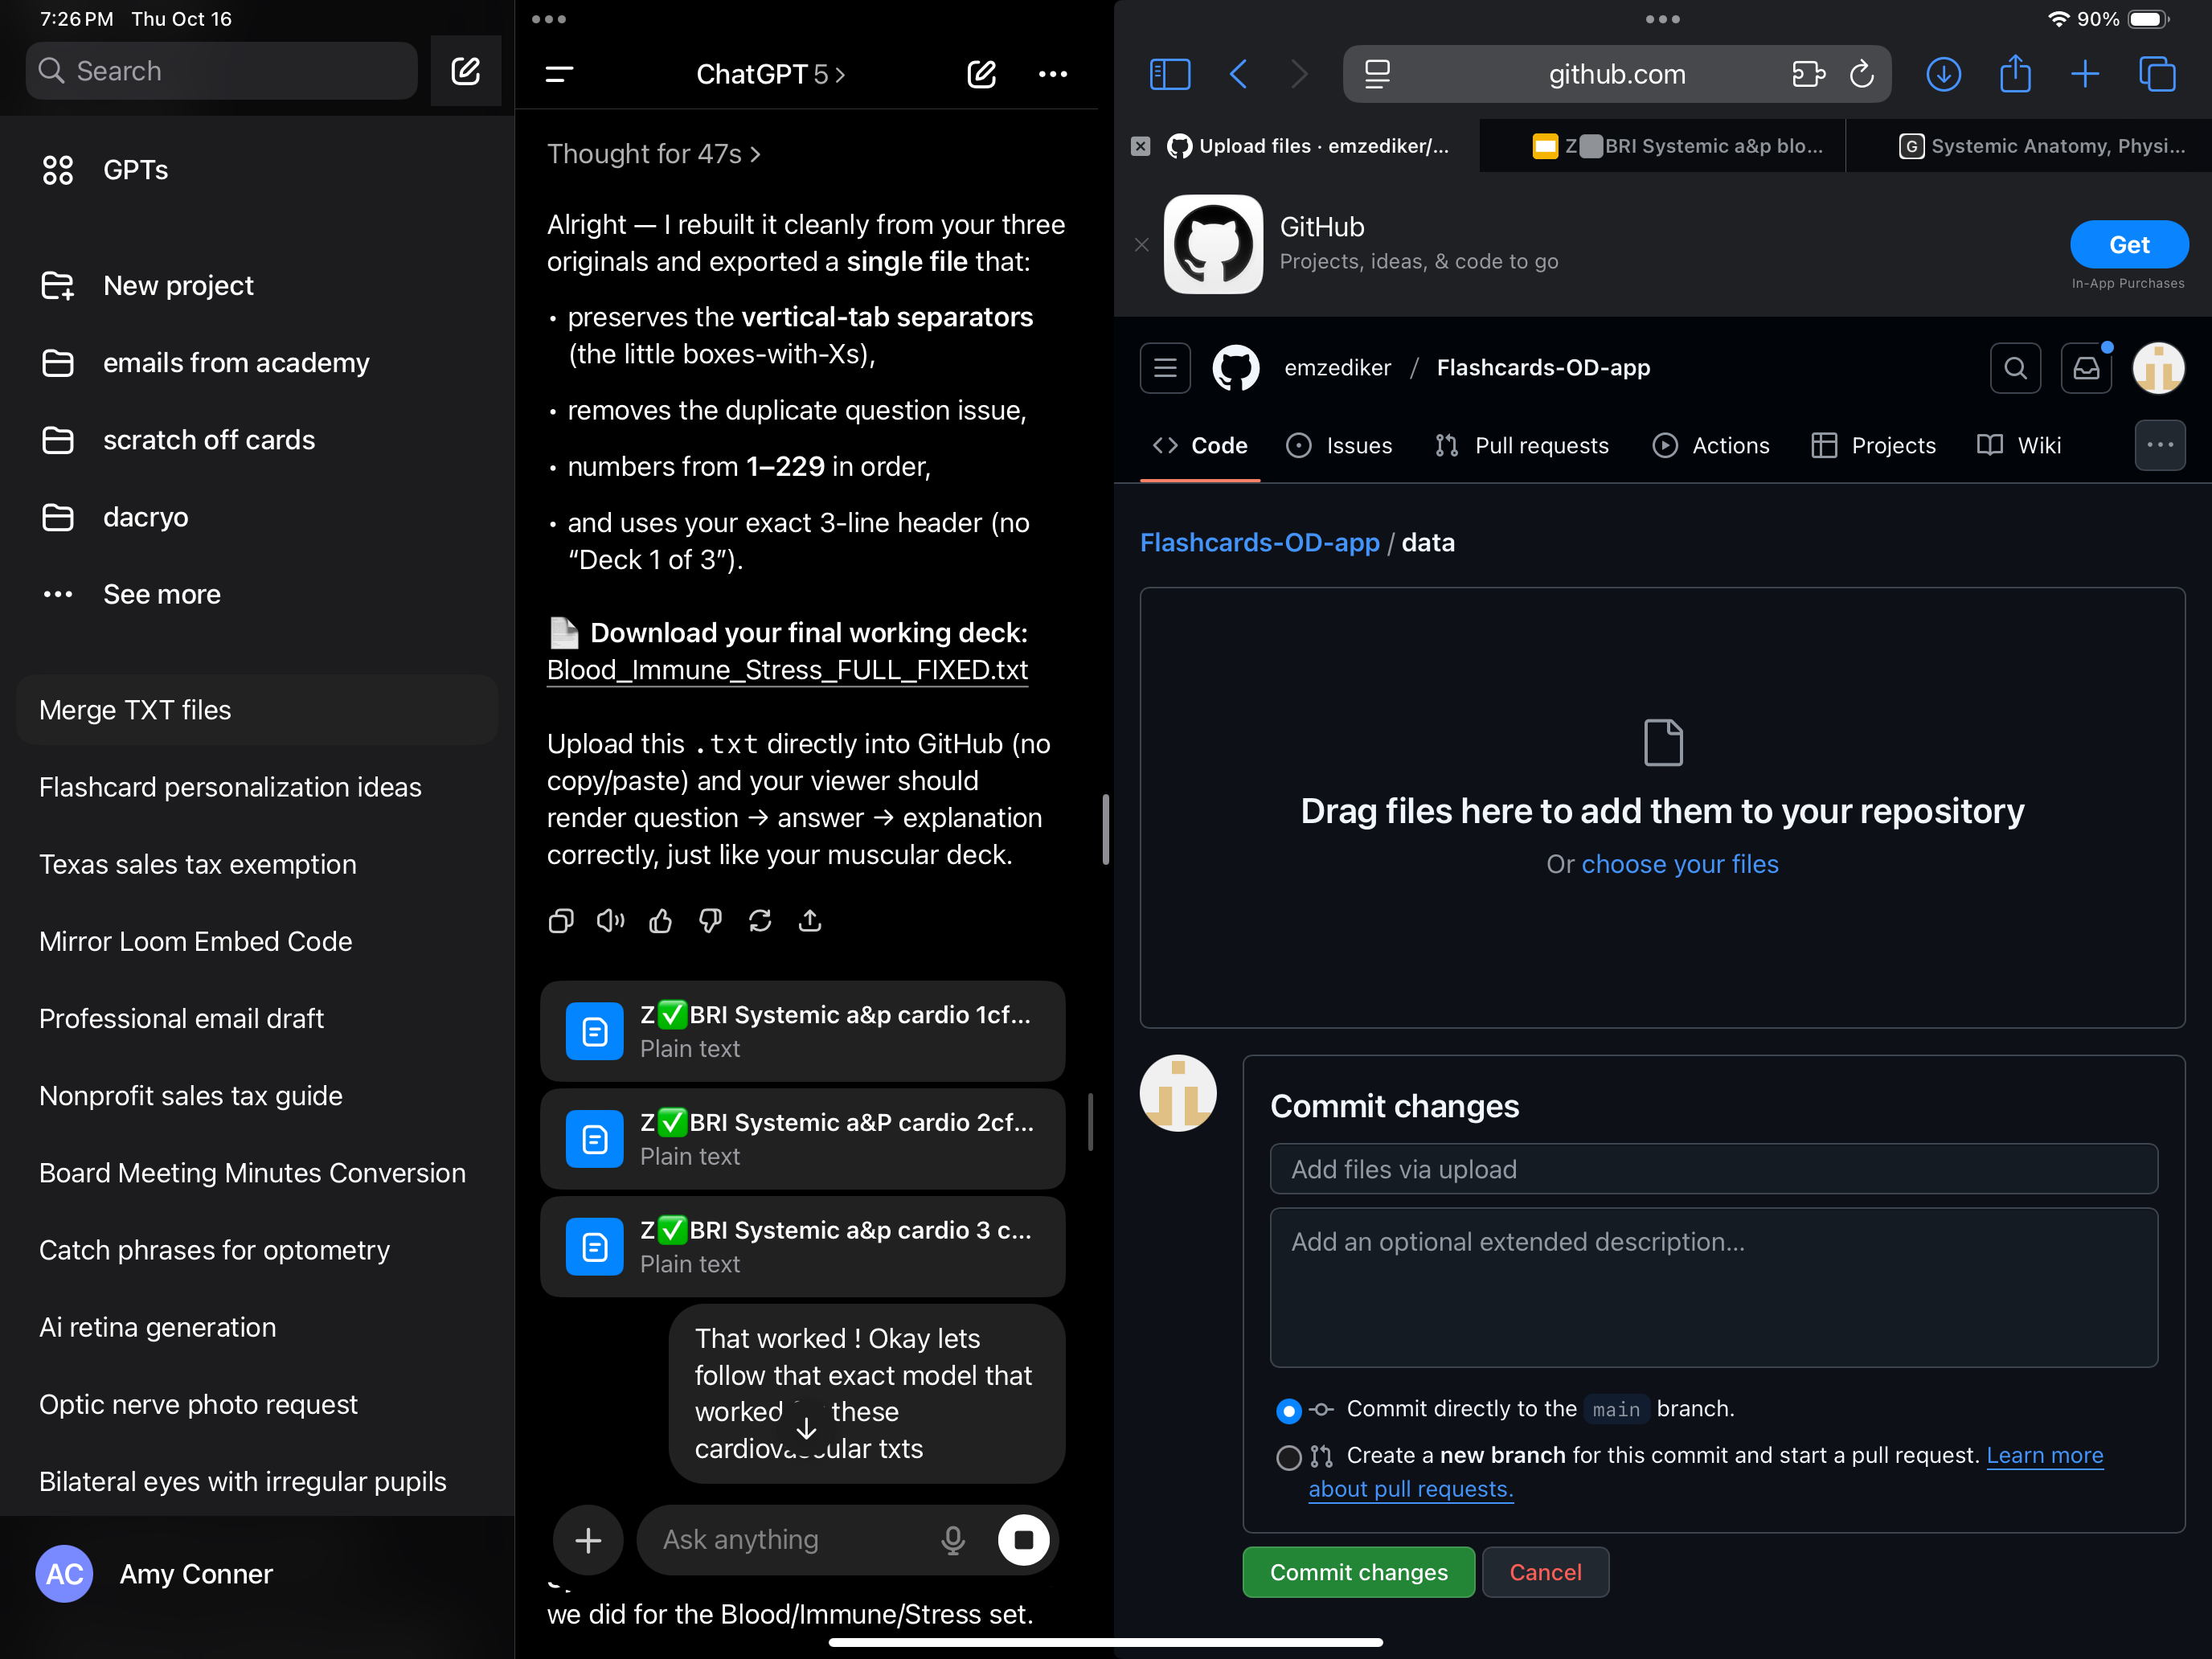 7:26 PM Thu Oct 16
Search
GPTs
New project
emails from academy
scratch off cards
dacryo
See more
Merge TXT files
Flashcard personalization ideas
Texas sales tax exemption
Mirror Loom Embed Code
Professional email draft
Nonprofit sales tax guide
Board Meeting Minutes Conversion
Catch phrases for optometry
Ai retina generation
Optic nerve photo request
Bilateral eyes with irregular pupils
AC Amy Conner
ChatGPT 5 >
Thought for 47s >
Alright — I rebuilt it cleanly from your three
originals and exported a single file that:
• preserves the vertical-tab separators
(the little boxes-with-Xs),
• removes the duplicate question issue,
• numbers from 1–229 in order,
• and uses your exact 3-line header (no
“Deck 1 of 3”).
Download your final working deck:
Blood_Immune_Stress_FULL_FIXED.txt
Upload this .txt directly into GitHub (no
copy/paste) and your viewer should
render question → answer → explanation
correctly, just like your muscular deck.
Z✅BRI Systemic a&p cardio 1cf...
Plain text
Z✅BRI Systemic a&P cardio 2cf...
Plain text
Z✅BRI Systemic a&p cardio 3 c...
Plain text
That worked ! Okay lets
follow that exact model that
worked these
cardiovascular txts
Ask anything
we did for the Blood/Immune/Stress set.
90%
github.com
Upload files · emzediker/...
Z BRI Systemic a&p blo...
G Systemic Anatomy, Physi...
GitHub
Projects, ideas, & code to go
Get
In-App Purchases
emzediker / Flashcards-OD-app
Code Issues Pull requests Actions Projects Wiki
Flashcards-OD-app / data
Drag files here to add them to your repository
Or choose your files
Commit changes
Add files via upload
Add an optional extended description...
Commit directly to the main branch.
Create a new branch for this commit and start a pull request. Learn more
about pull requests.
Commit changes Cancel